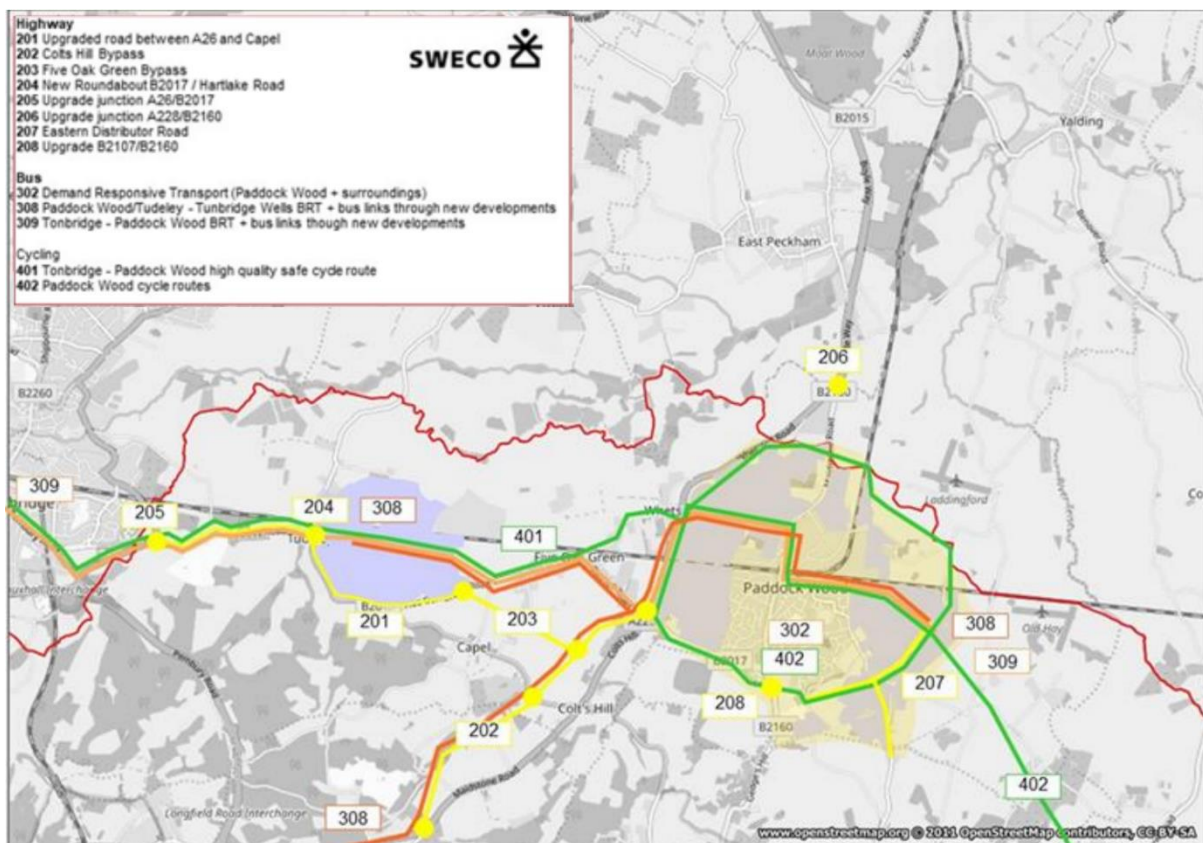 Highway
201 Upgraded road between A26 and Capel
202 Colts Hill Bypass
203 Five Oak Green Bypass
204 New Roundabout B2017 / Hartlake Road
205 Upgrade junction A26/B2017
206 Upgrade junction A228/B2160
207 Eastern Distributor Road
208 Upgrade B2107/B2160
SWECO
Bus
302 Demand Responsive Transport (Paddock Wood + surroundings)
308 Paddock Wood/Tudeley - Tunbridge Wells BRT + bus links through new developments
309 Tonbridge - Paddock Wood BRT + bus links though new developments
Cycling
401 Tonbridge - Paddock Wood high quality safe cycle route
402 Paddock Wood cycle routes
Moat Wood
B2015
Yalding
East Peckham
206
B2260
Laddingford
309
205
204
308
401
Five Oak Green
Paddock Wood
201
203
Capel
302
402
308
309
Old Hay
B2017
207
208
B2160
Colt's Hill
202
Pembury Road
Maidstone Road
Longfield Road Interchange
308
402
www.openstreetmap.org © 2011 OpenStreetMap contributors, CC-BY-SA